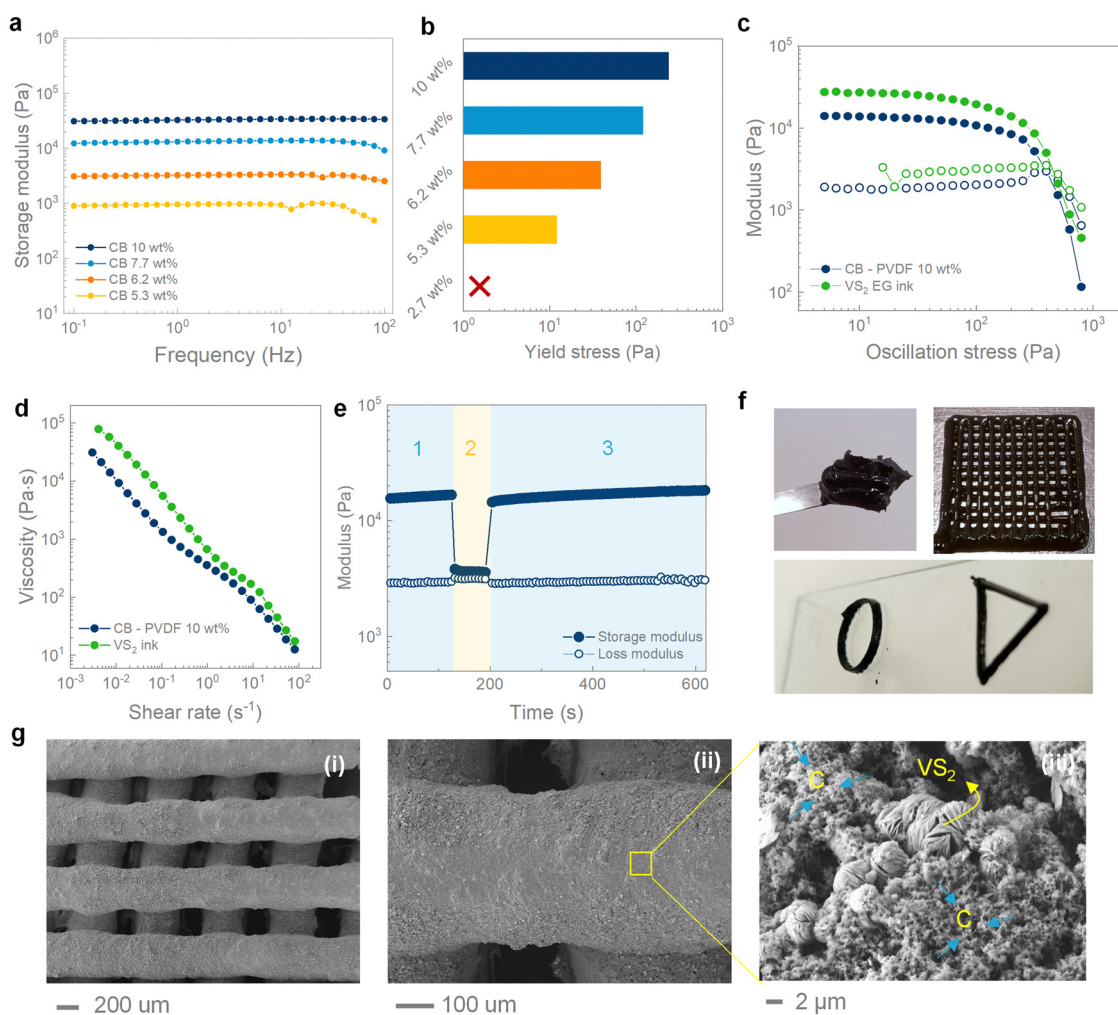 a
10⁶
10⁵
10⁴
10³
10²
10¹
10⁰
Storage modulus (Pa)
CB 10 wt%
CB 7.7 wt%
CB 6.2 wt%
CB 5.3 wt%
10⁻¹
10⁰
10¹
10²
Frequency (Hz)
b
10 wt%
7.7 wt%
6.2 wt%
5.3 wt%
2.7 wt%
10⁰
10¹
10²
10³
Yield stress (Pa)
c
10⁵
10⁴
10³
10²
Modulus (Pa)
CB - PVDF 10 wt%
VS₂ EG ink
10¹
10²
10³
Oscillation stress (Pa)
d
10⁵
10⁴
10³
10²
10¹
Viscosity (Pa·s)
CB - PVDF 10 wt%
VS₂ ink
10⁻³
10⁻²
10⁻¹
10⁰
10¹
10²
Shear rate (s⁻¹)
e
10⁵
10⁴
10³
Modulus (Pa)
1
2
3
Storage modulus
Loss modulus
0
200
400
600
Time (s)
f
g
(i)
200 um
(ii)
100 um
(iii)
C
VS₂
C
2 µm